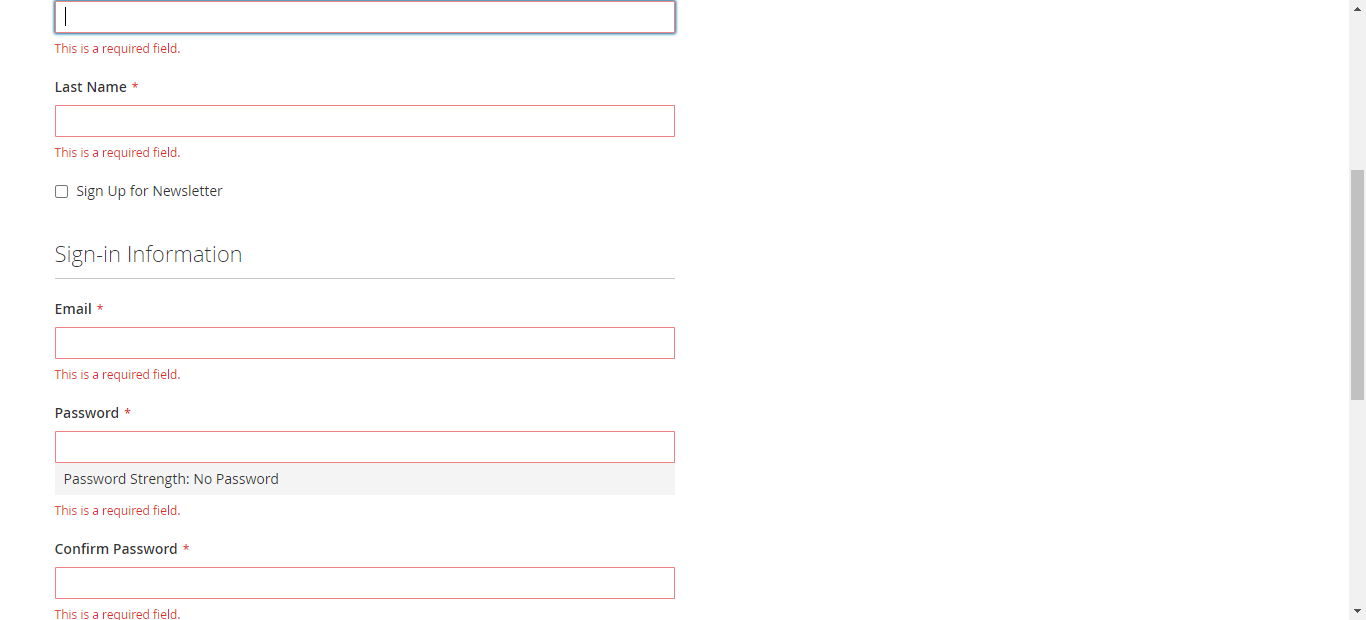 This is a required field.
Last Name *
This is a required field.
Sign Up for Newsletter
Sign-in Information
Email *
This is a required field.
Password *
Password Strength: No Password
This is a required field.
Confirm Password *
This is a required field.